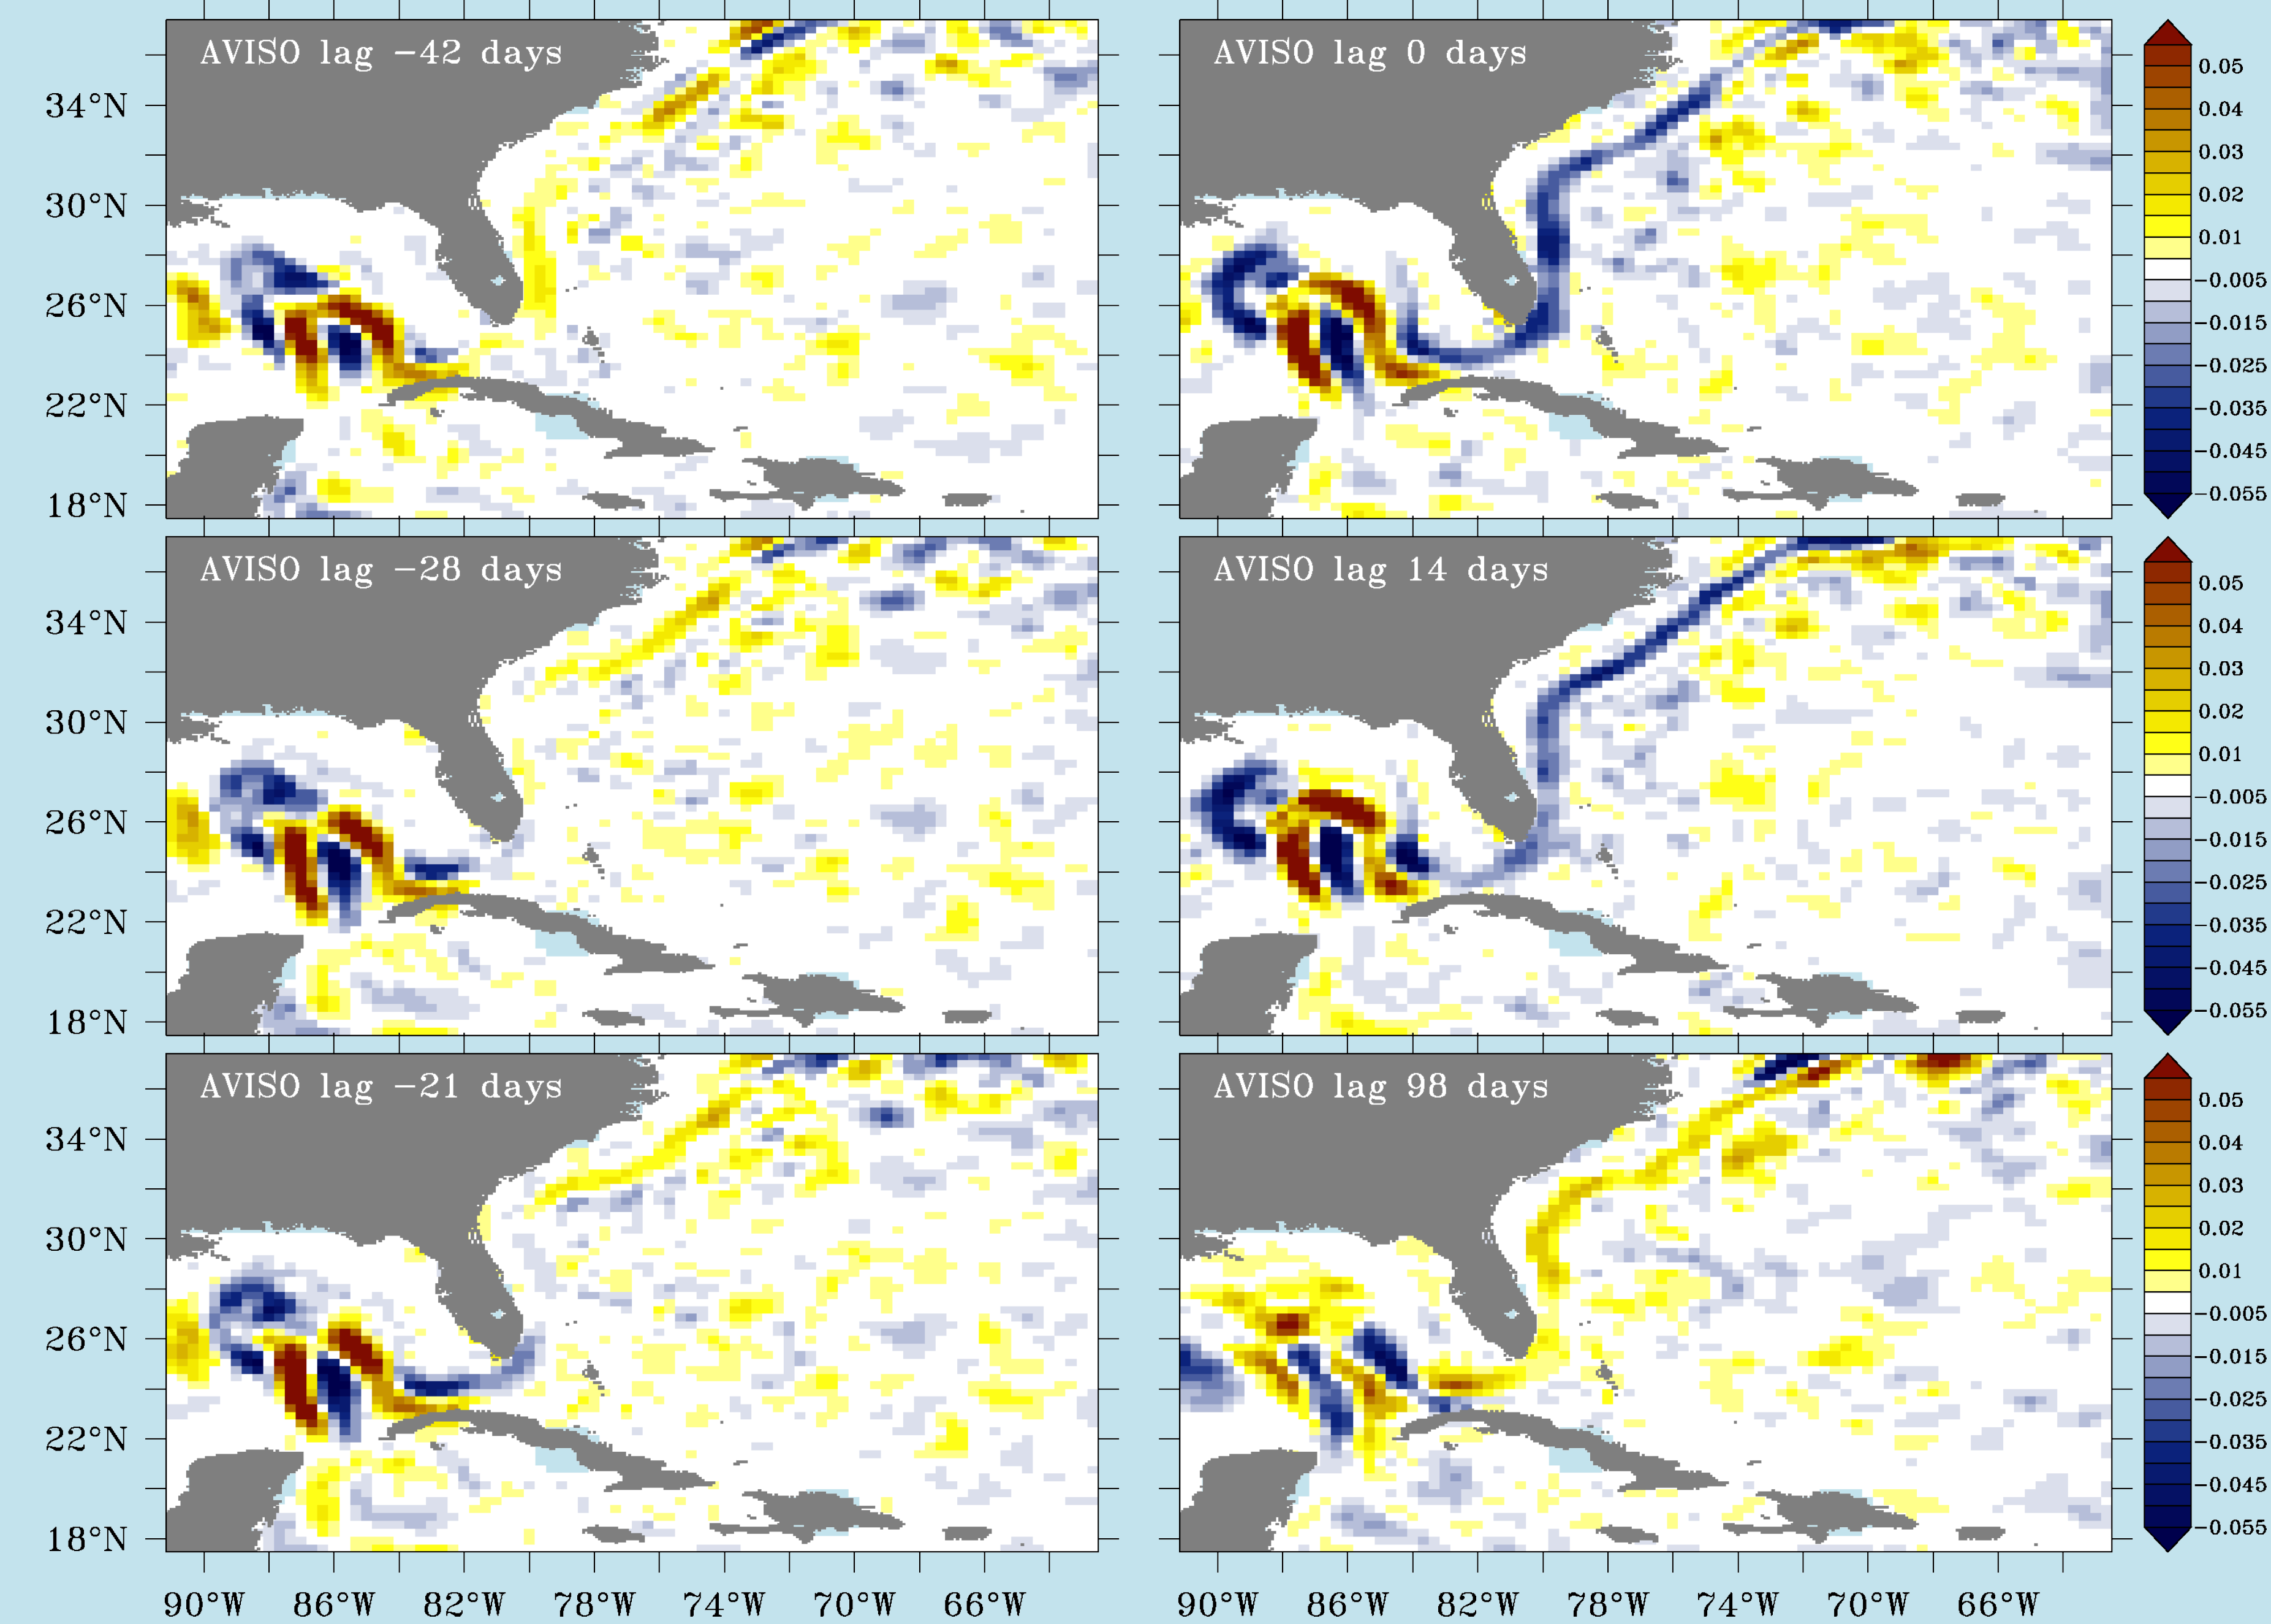 AVISO lag −42 days
34°N
30°N
26°N
22°N
18°N
AVISO lag 0 days
0.05
0.04
0.03
0.02
0.01
−0.005
−0.015
−0.025
−0.035
−0.045
−0.055
AVISO lag −28 days
34°N
30°N
26°N
22°N
18°N
AVISO lag 14 days
0.05
0.04
0.03
0.02
0.01
−0.005
−0.015
−0.025
−0.035
−0.045
−0.055
AVISO lag −21 days
34°N
30°N
26°N
22°N
18°N
AVISO lag 98 days
0.05
0.04
0.03
0.02
0.01
−0.005
−0.015
−0.025
−0.035
−0.045
−0.055
90°W 86°W 82°W 78°W 74°W 70°W 66°W
90°W 86°W 82°W 78°W 74°W 70°W 66°W